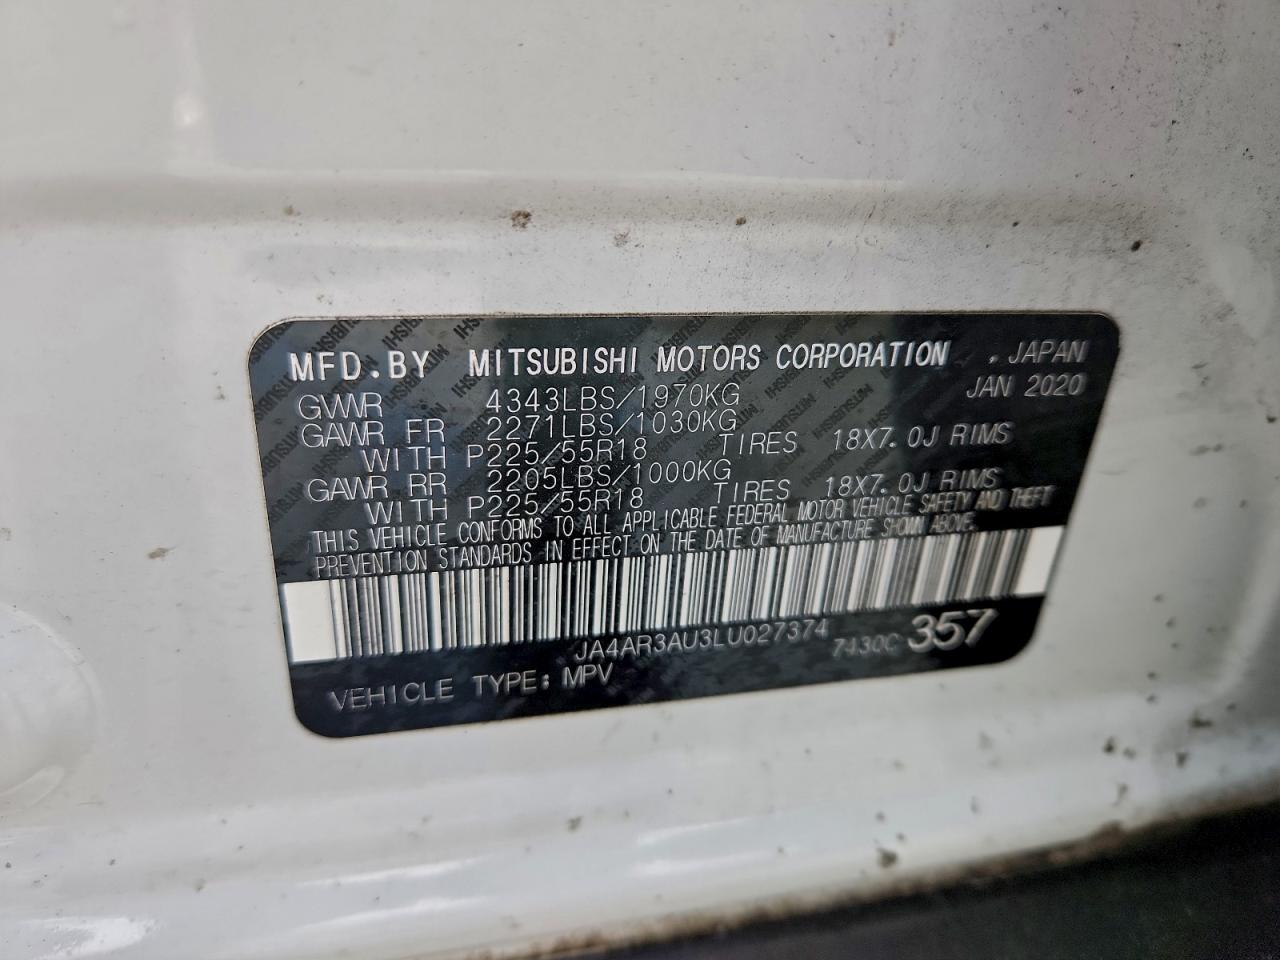 MFD.BY MITSUBISHI MOTORS CORPORATION . JAPAN
GVWR 4343LBS/1970KG JAN 2020
GAWR FR 2271LBS/1030KG
WITH P225/55R18 TIRES 18X7.0J RIMS
GAWR RR 2205LBS/1000KG
WITH P225/55R18 TIRES 18X7.0J RIMS
THIS VEHICLE CONFORMS TO ALL APPLICABLE FEDERAL MOTOR VEHICLE SAFETY AND THEFT
PREVENTION STANDARDS IN EFFECT ON THE DATE OF MANUFACTURE SHOWN ABOVE.
JA4AR3AU3LU027374 7430C 357
VEHICLE TYPE: MPV